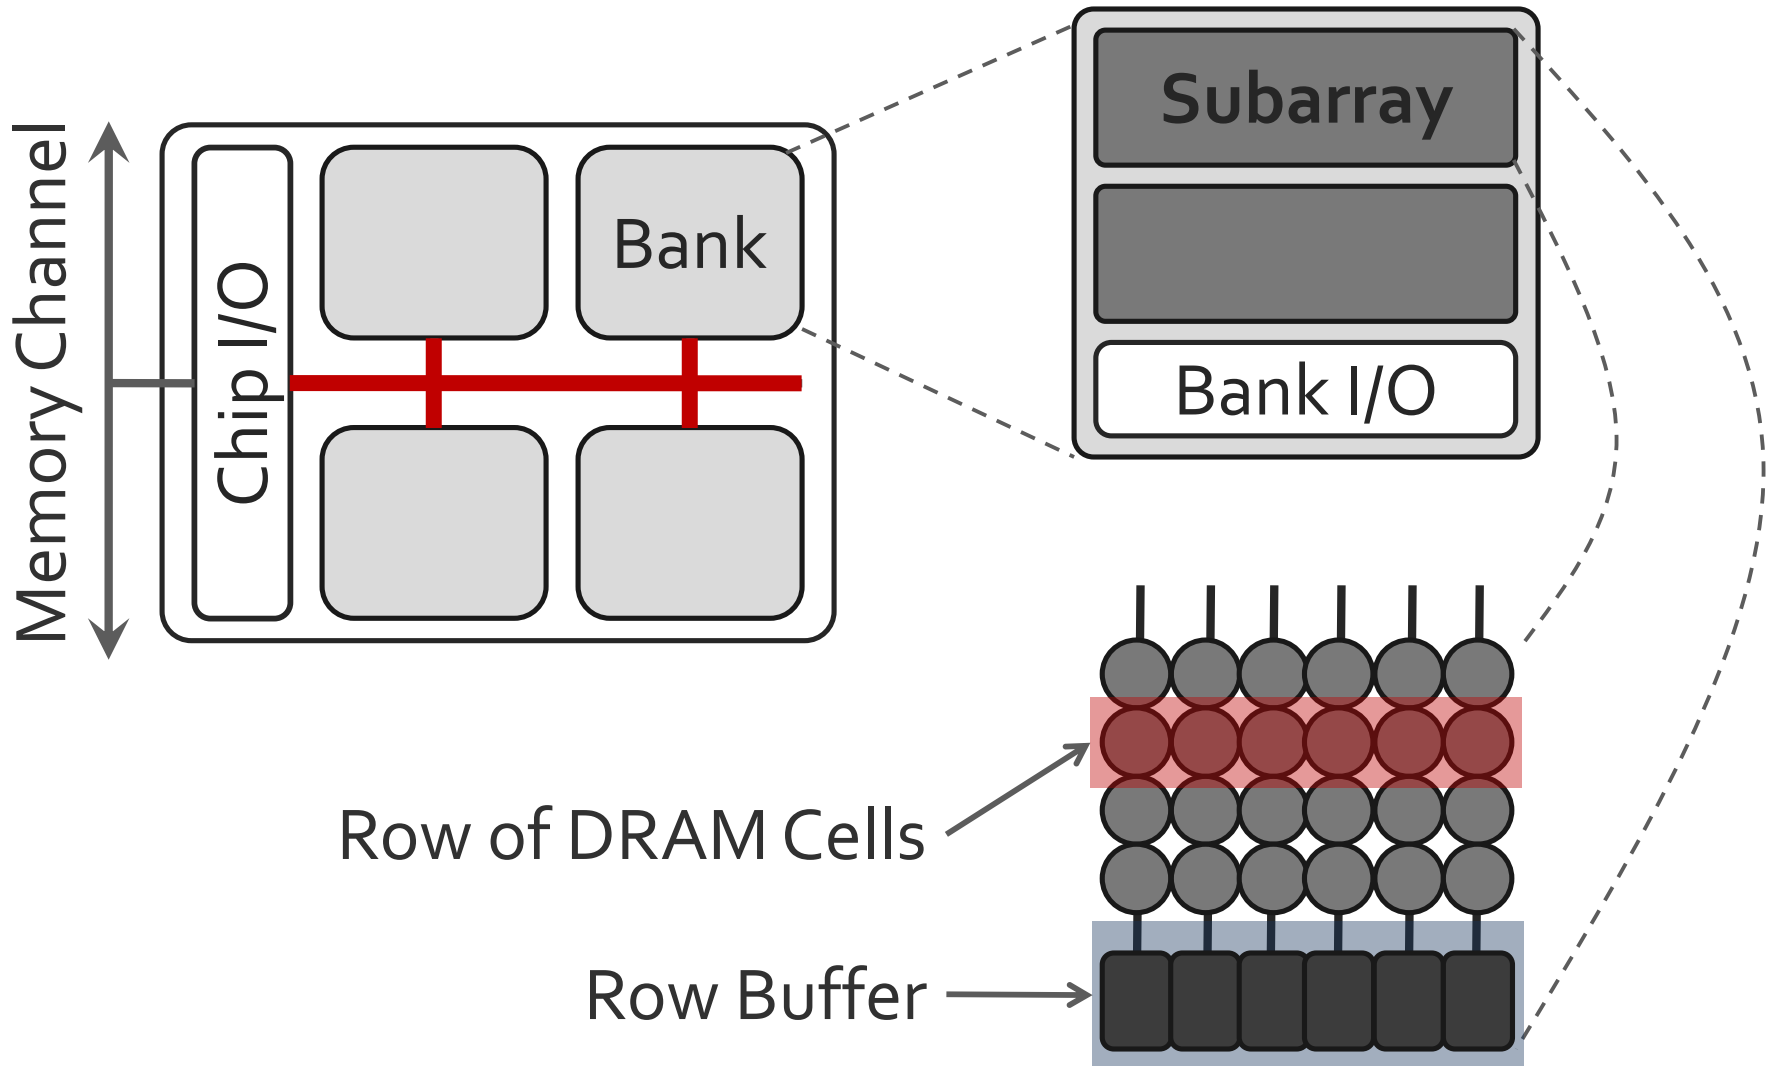 Memory Channel
Chip I/O
Bank
Subarray
Bank I/O
Row of DRAM Cells
Row Buffer